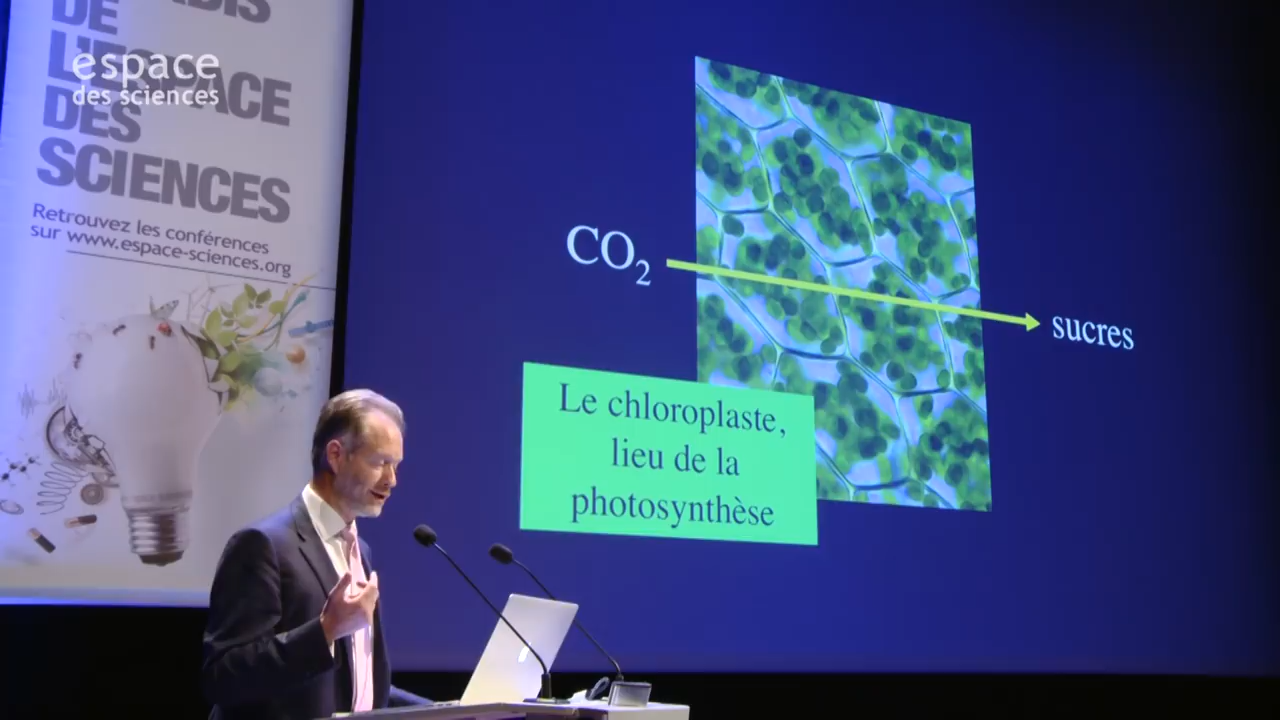 DE
L'ESPACE
DES
SCIENCES
espace
des sciences
Retrouvez les conférences
sur www.espace-sciences.org
CO₂
sucres
Le chloroplaste,
lieu de la
photosynthèse